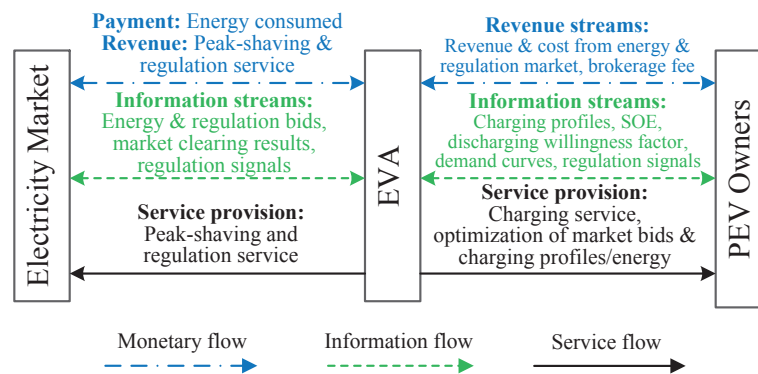 Electricity Market
Payment: Energy consumed
Revenue: Peak-shaving &
regulation service
Information streams:
Energy & regulation bids,
market clearing results,
regulation signals
Service provision:
Peak-shaving and
regulation service
EVA
Revenue streams:
Revenue & cost from energy &
regulation market, brokerage fee
Information streams:
Charging profiles, SOE,
discharging willingness factor,
demand curves, regulation signals
Service provision:
Charging service,
optimization of market bids &
charging profiles/energy
PEV Owners
Monetary flow
Information flow
Service flow